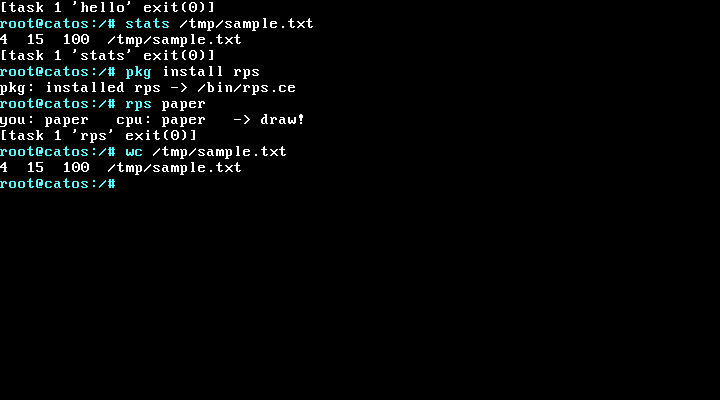 [task 1 'hello' exit(0)]
root@catos:/# stats /tmp/sample.txt
4  15  100  /tmp/sample.txt
[task 1 'stats' exit(0)]
root@catos:/# pkg install rps
pkg: installed rps -> /bin/rps.ce
root@catos:/# rps paper
you: paper   cpu: paper   -> draw!
[task 1 'rps' exit(0)]
root@catos:/# wc /tmp/sample.txt
4  15  100  /tmp/sample.txt
root@catos:/#